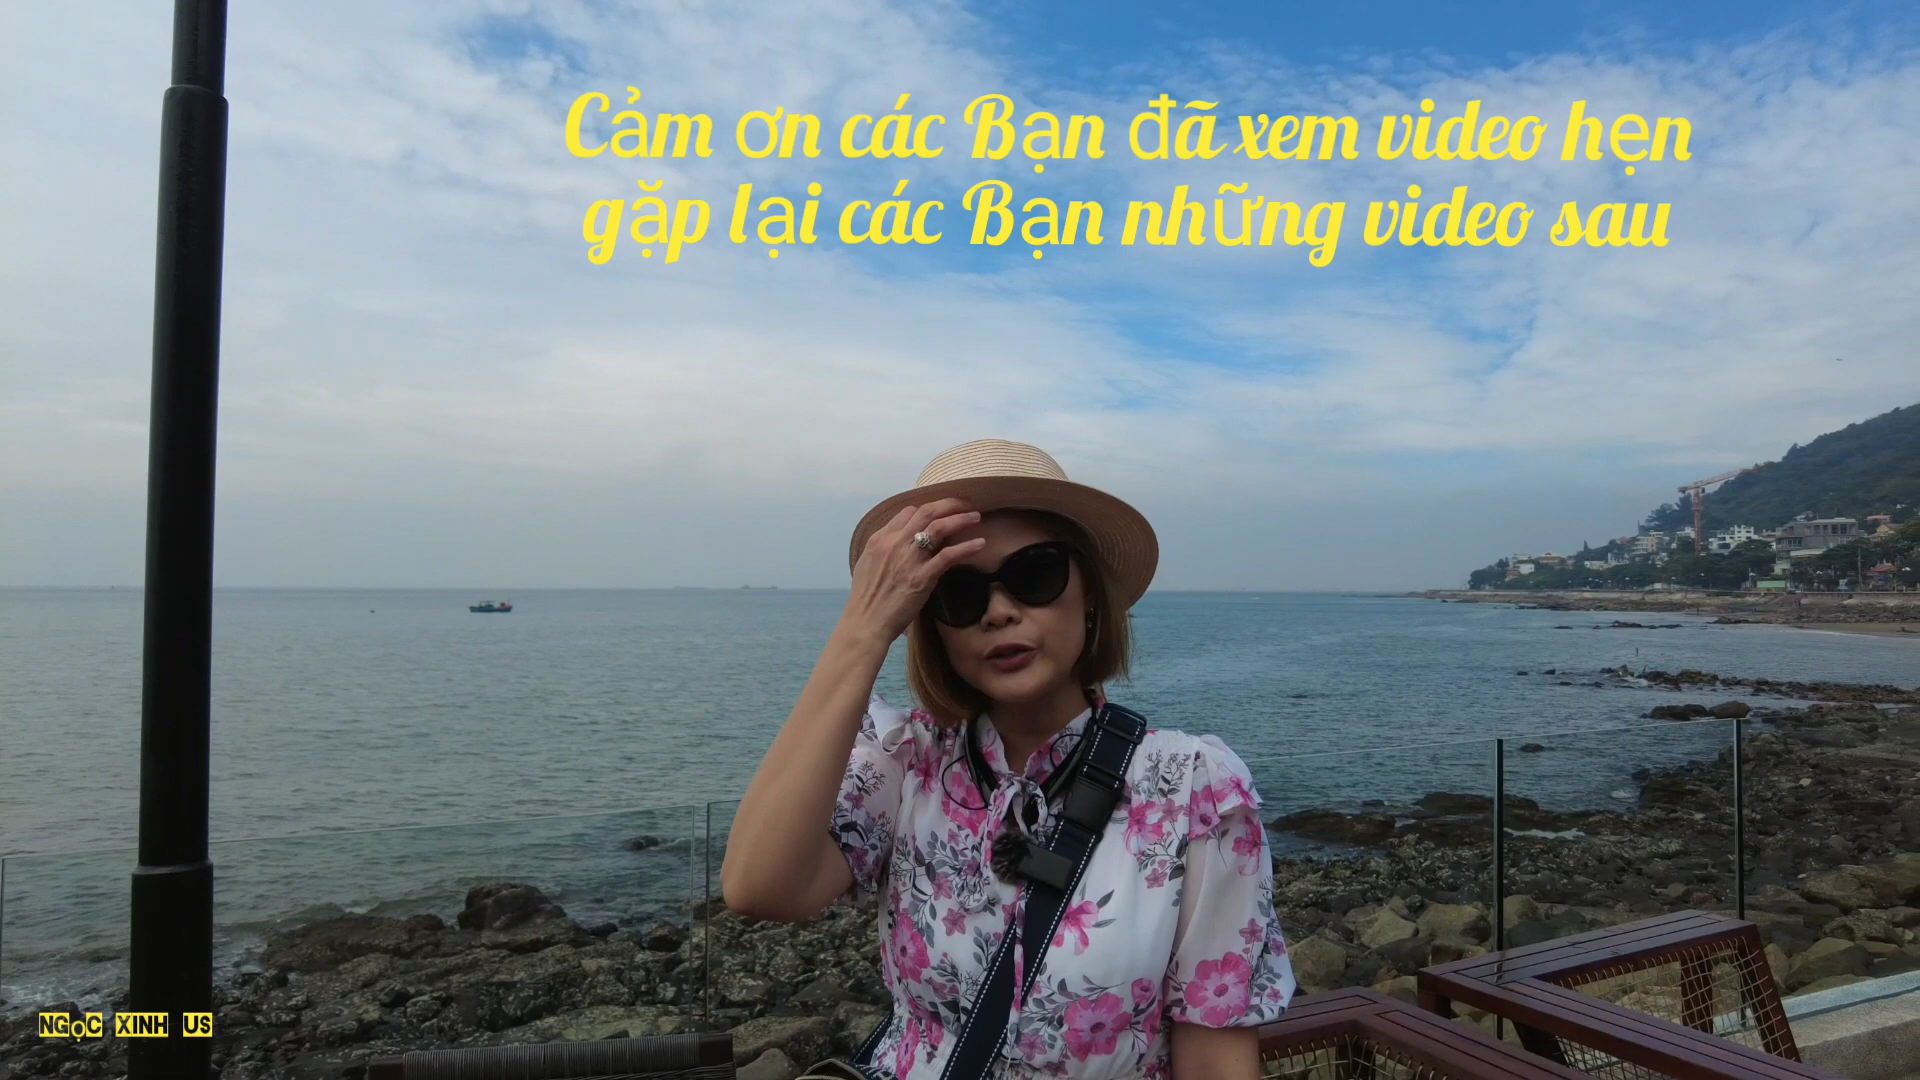 Cảm ơn các Bạn đã xem video hẹn
gặp lại các Bạn những video sau
NGỌC XINH US